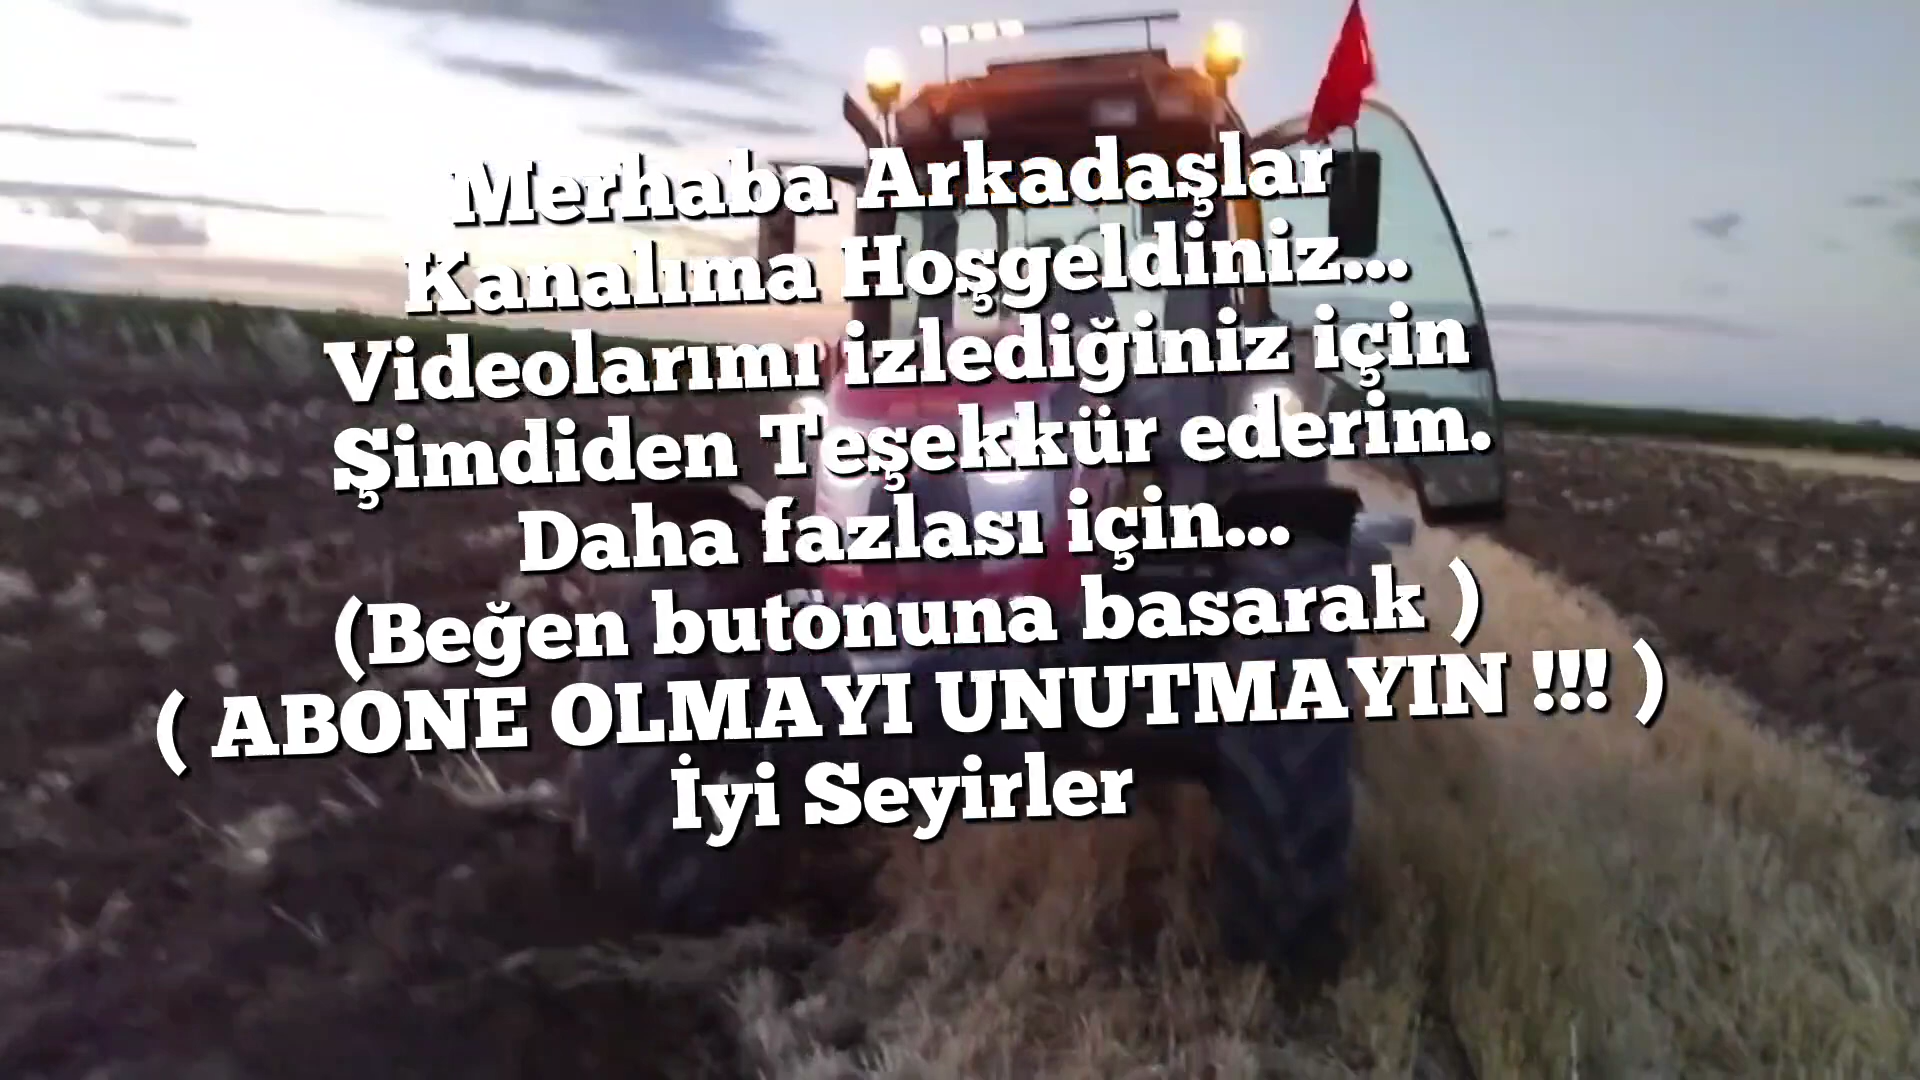 Merhaba Arkadaşlar
Kanalıma Hoşgeldiniz...
Videolarımı izlediğiniz için
Şimdiden Teşekkür ederim.
Daha fazlası için...
(Beğen butonuna basarak )
( ABONE OLMAYI UNUTMAYIN !!! )
İyi Seyirler